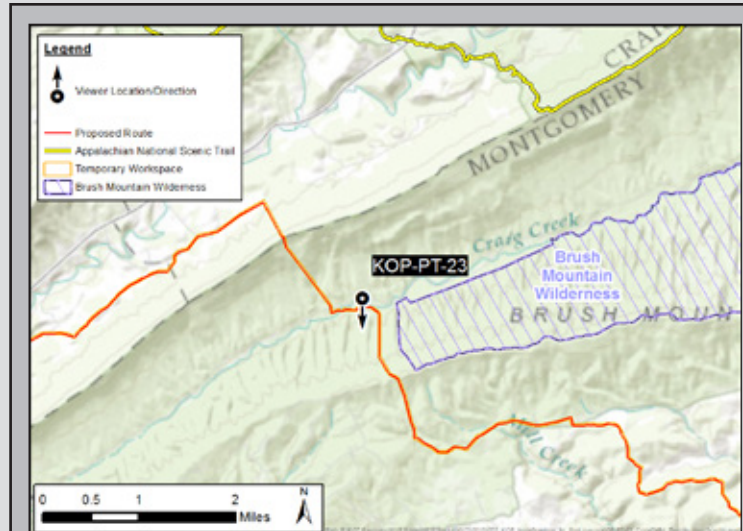 Legend
Viewer Location/Direction
Proposed Route
Appalachian National Scenic Trail
Temporary Workspace
Brush Mountain Wilderness
CRAIG
MONTGOMERY
Craig Creek
KOP-PT-23
Brush
Mountain
Wilderness
BRUSH MOUN
Mill Creek
0 0.5 1 2
Miles
N